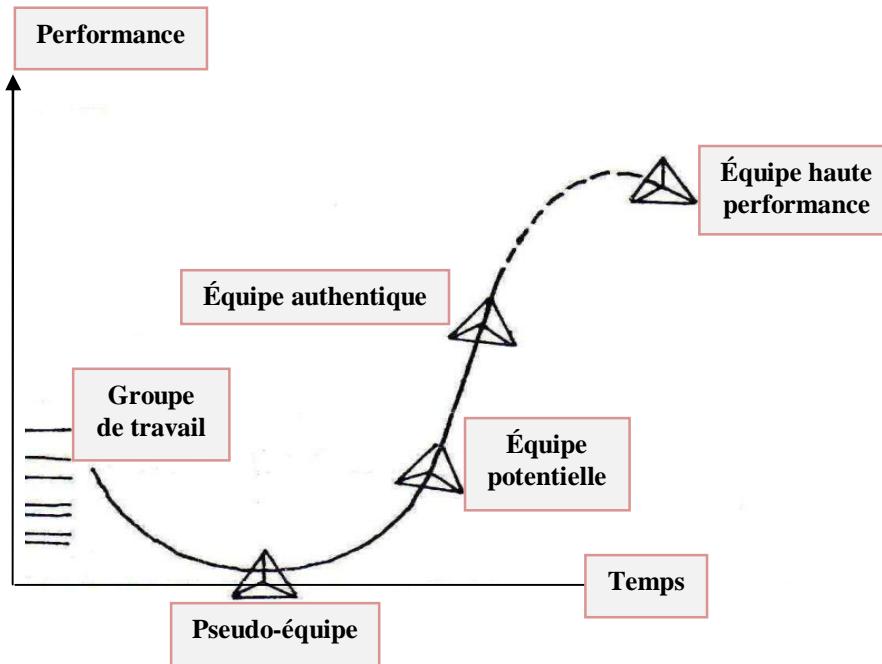 Performance
Équipe haute
performance
Équipe authentique
Groupe
de travail
Équipe
potentielle
Temps
Pseudo-équipe